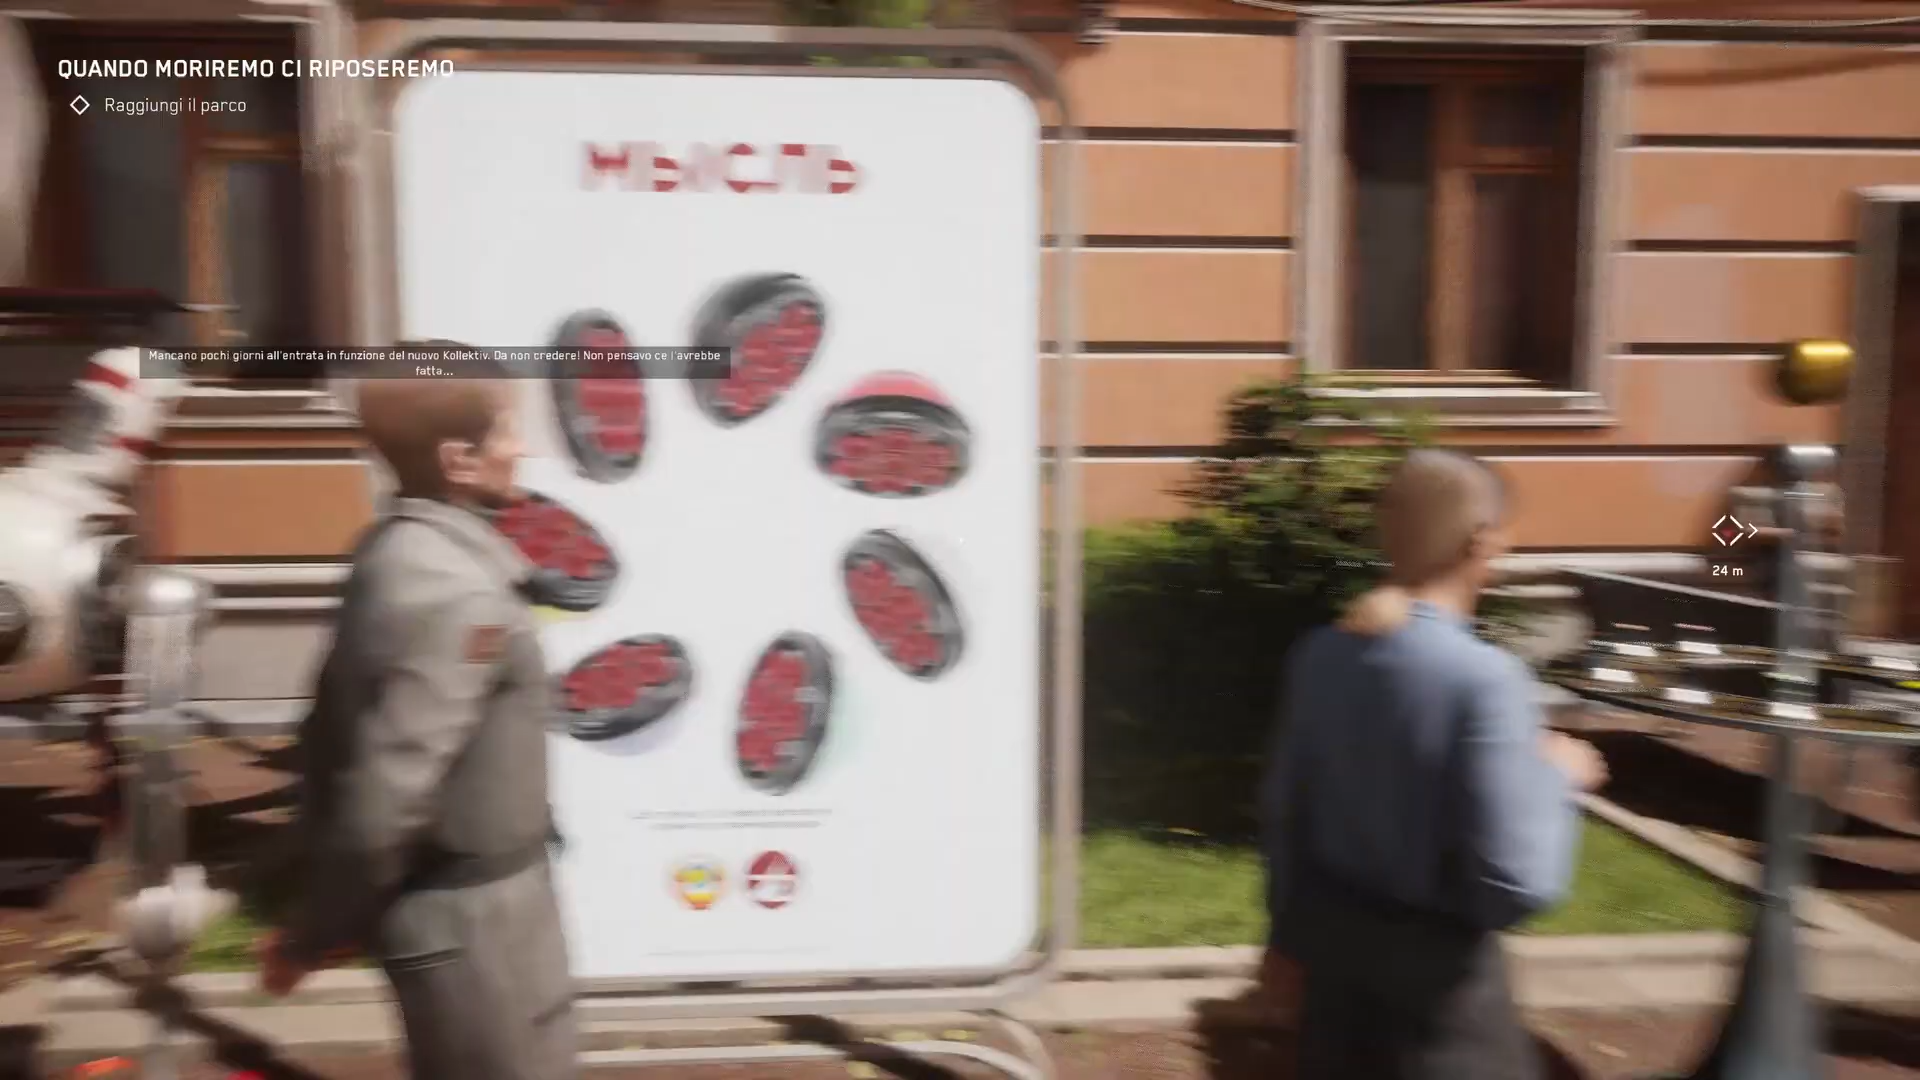 QUANDO MORIREMO CI RIPOSEREMO
Raggiungi il parco
МЫСЛЬ
Mancano pochi giorni all'entrata in funzione del nuovo Kollektiv. Da non credere! Non pensavo ce l'avrebbe
fatta...
24 m